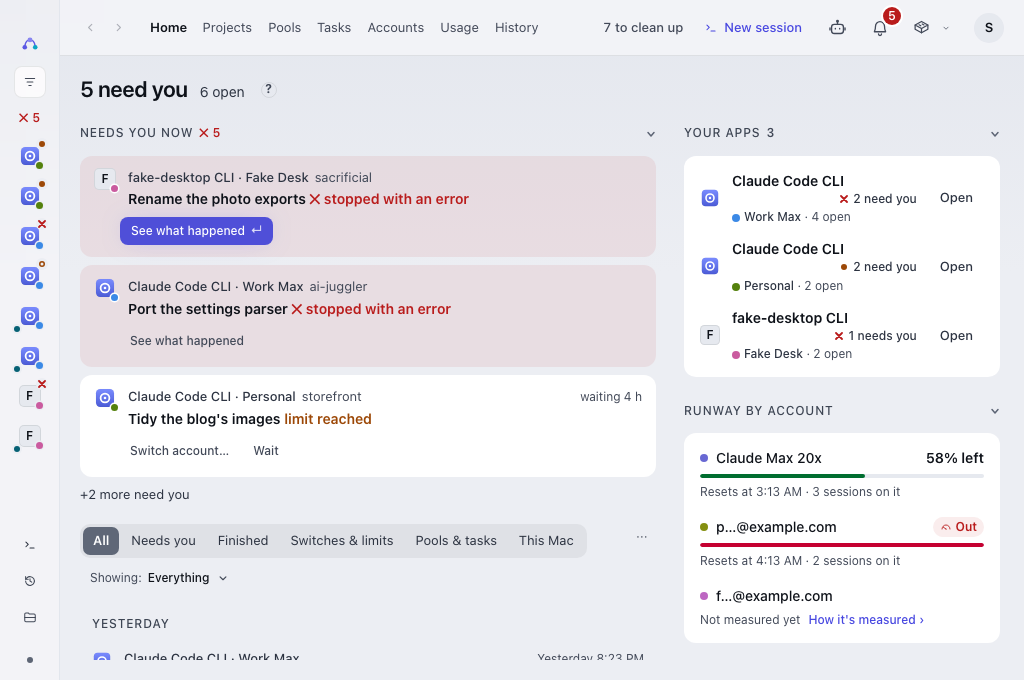 Home Projects Pools Tasks Accounts Usage History 7 to clean up New session 5 S
5
5 need you 6 open ?
NEEDS YOU NOW 5
F fake-desktop CLI · Fake Desk sacrificial
Rename the photo exports stopped with an error
See what happened ↵
Claude Code CLI · Work Max ai-juggler
Port the settings parser stopped with an error
See what happened
Claude Code CLI · Personal storefront waiting 4 h
Tidy the blog's images limit reached
Switch account... Wait
+2 more need you
All Needs you Finished Switches & limits Pools & tasks This Mac ...
Showing: Everything
YESTERDAY
Claude Code CLI · Work Max Yesterday 8:23 PM
YOUR APPS 3
Claude Code CLI
2 need you Open
Work Max · 4 open
Claude Code CLI
2 need you Open
Personal · 2 open
fake-desktop CLI
F 1 needs you Open
Fake Desk · 2 open
RUNWAY BY ACCOUNT
Claude Max 20x 58% left
Resets at 3:13 AM · 3 sessions on it
p...@example.com Out
Resets at 4:13 AM · 2 sessions on it
f...@example.com
Not measured yet How it's measured ›
F
F